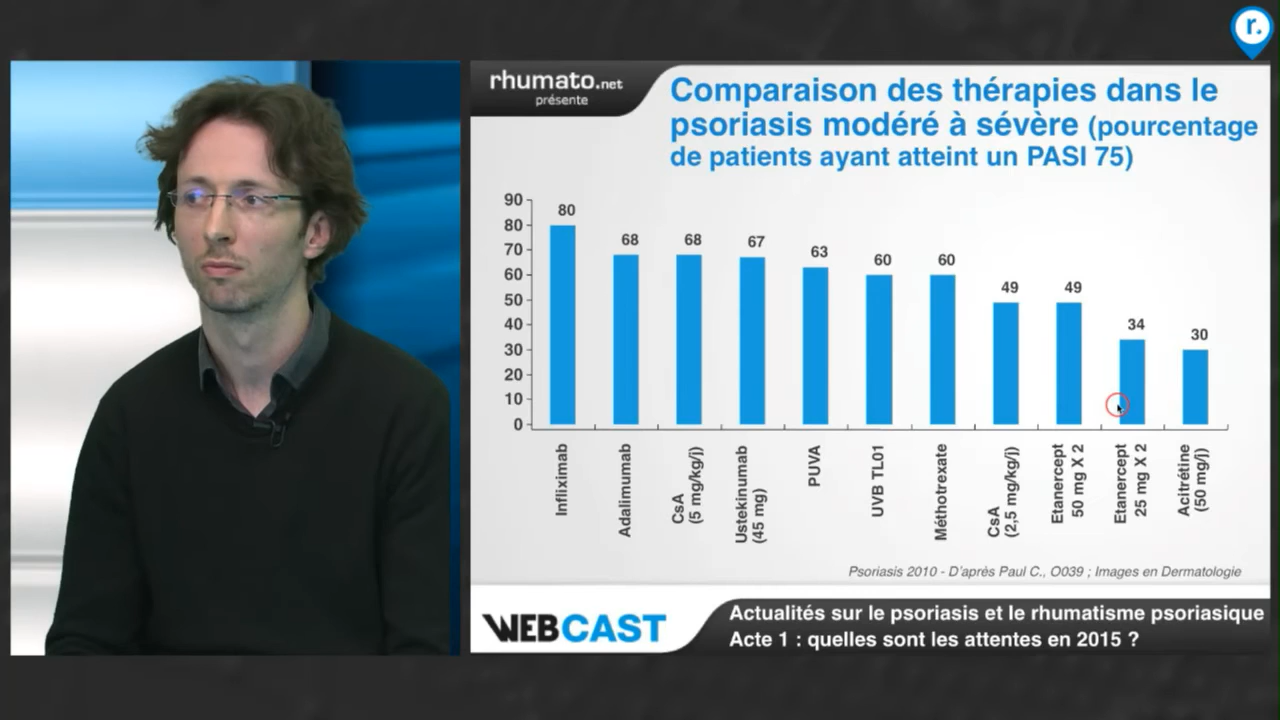 r.
rhumato.net
présente
Comparaison des thérapies dans le
psoriasis modéré à sévère (pourcentage
de patients ayant atteint un PASI 75)
90
80
70
60
50
40
30
20
10
0
80
68
68
67
63
60
60
49
49
34
30
Infliximab
Adalimumab
CsA
(5 mg/kg/j)
Ustekinumab
(45 mg)
PUVA
UVB TL01
Méthotrexate
CsA
(2,5 mg/kg/j)
Etanercept
50 mg X 2
Etanercept
25 mg X 2
Acitrétine
(50 mg/j)
Psoriasis 2010 - D'après Paul C., O039 ; Images en Dermatologie
WEBCAST
Actualités sur le psoriasis et le rhumatisme psoriasique
Acte 1 : quelles sont les attentes en 2015 ?